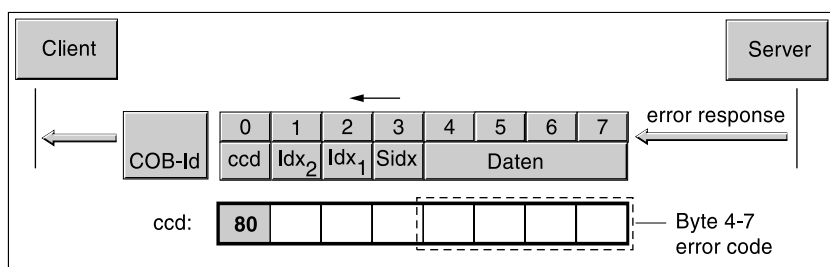 Client
Server
error response
0 1 2 3 4 5 6 7
COB-Id ccd Idx2 Idx1 Sidx Daten
ccd: 80
Byte 4-7
error code